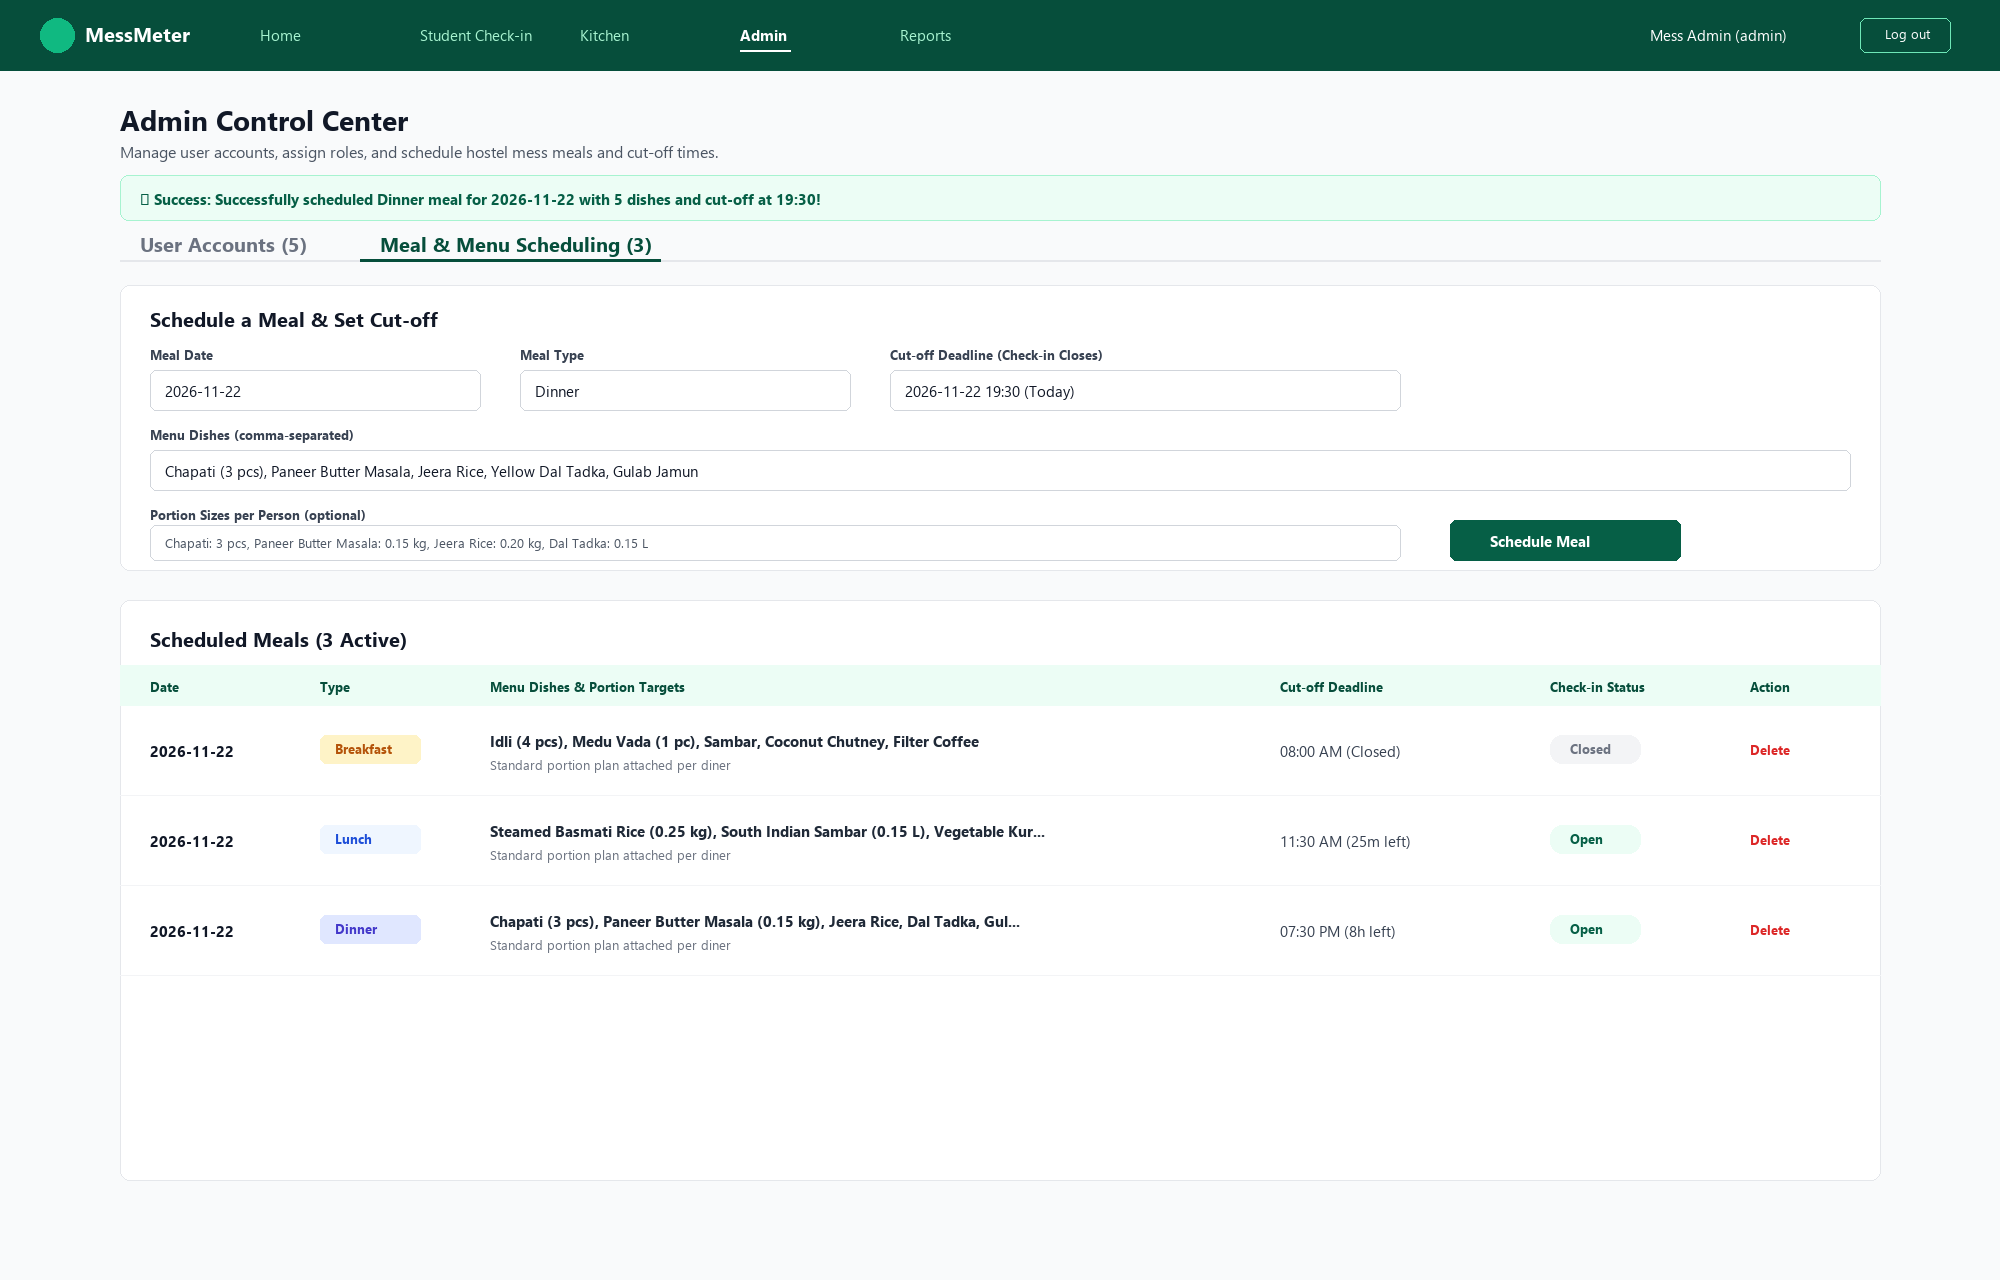 MessMeter Home Student Check-in Kitchen Admin Reports Mess Admin (admin) Log out
Admin Control Center
Manage user accounts, assign roles, and schedule hostel mess meals and cut-off times.
Success: Successfully scheduled Dinner meal for 2026-11-22 with 5 dishes and cut-off at 19:30!
User Accounts (5) Meal & Menu Scheduling (3)
Schedule a Meal & Set Cut-off
Meal Date Meal Type Cut-off Deadline (Check-in Closes)
2026-11-22 Dinner 2026-11-22 19:30 (Today)
Menu Dishes (comma-separated)
Chapati (3 pcs), Paneer Butter Masala, Jeera Rice, Yellow Dal Tadka, Gulab Jamun
Portion Sizes per Person (optional)
Chapati: 3 pcs, Paneer Butter Masala: 0.15 kg, Jeera Rice: 0.20 kg, Dal Tadka: 0.15 L Schedule Meal
Scheduled Meals (3 Active)
Date Type Menu Dishes & Portion Targets Cut-off Deadline Check-in Status Action
2026-11-22 Breakfast Idli (4 pcs), Medu Vada (1 pc), Sambar, Coconut Chutney, Filter Coffee 08:00 AM (Closed) Closed Delete
Standard portion plan attached per diner
2026-11-22 Lunch Steamed Basmati Rice (0.25 kg), South Indian Sambar (0.15 L), Vegetable Kur... 11:30 AM (25m left) Open Delete
Standard portion plan attached per diner
2026-11-22 Dinner Chapati (3 pcs), Paneer Butter Masala (0.15 kg), Jeera Rice, Dal Tadka, Gul... 07:30 PM (8h left) Open Delete
Standard portion plan attached per diner